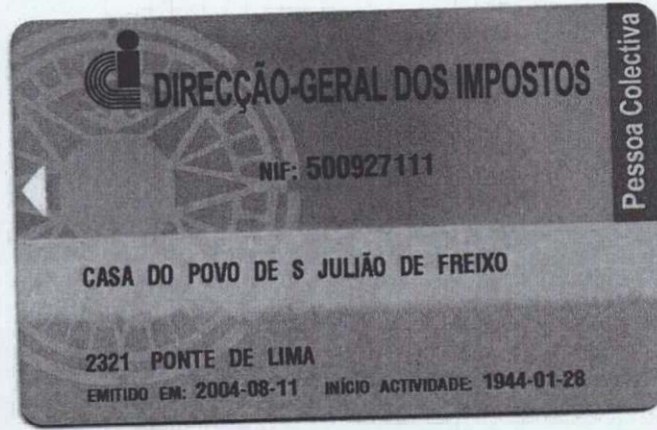 DIRECÇÃO-GERAL DOS IMPOSTOS
Pessoa Colectiva
NIF: 500927111
CASA DO POVO DE S JULIÃO DE FREIXO
2321 PONTE DE LIMA
EMITIDO EM: 2004-08-11 INÍCIO ACTIVIDADE: 1944-01-28